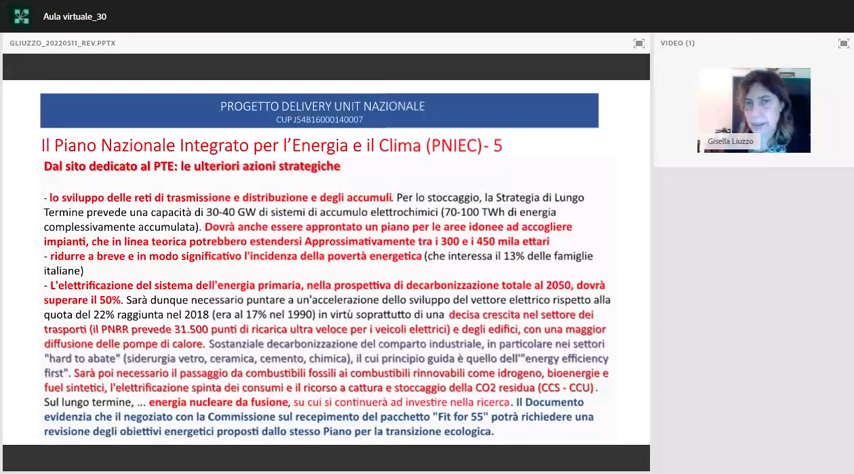 Aula virtuale_30
GLIUZZO_20220511_REV.PPTX
VIDEO (1)
PROGETTO DELIVERY UNIT NAZIONALE
CUP J54B16000140007
Il Piano Nazionale Integrato per l'Energia e il Clima (PNIEC)- 5
Dal sito dedicato al PTE: le ulteriori azioni strategiche
- lo sviluppo delle reti di trasmissione e distribuzione e degli accumuli. Per lo stoccaggio, la Strategia di Lungo
Termine prevede una capacità di 30-40 GW di sistemi di accumulo elettrochimici (70-100 TWh di energia
complessivamente accumulata). Dovrà anche essere approntato un piano per le aree idonee ad accogliere
impianti, che in linea teorica potrebbero estendersi Approssimativamente tra i 300 e i 450 mila ettari
- ridurre a breve e in modo significativo l'incidenza della povertà energetica (che interessa il 13% delle famiglie
italiane)
- L'elettrificazione del sistema dell'energia primaria, nella prospettiva di decarbonizzazione totale al 2050, dovrà
superare il 50%. Sarà dunque necessario puntare a un'accelerazione dello sviluppo del vettore elettrico rispetto alla
quota del 22% raggiunta nel 2018 (era al 17% nel 1990) in virtù soprattutto di una decisa crescita nel settore dei
trasporti (il PNRR prevede 31.500 punti di ricarica ultra veloce per i veicoli elettrici) e degli edifici, con una maggior
diffusione delle pompe di calore. Sostanziale decarbonizzazione del comparto industriale, in particolare nei settori
"hard to abate" (siderurgia vetro, ceramica, cemento, chimica), il cui principio guida è quello dell'"energy efficiency
first". Sarà poi necessario il passaggio da combustibili fossili ai combustibili rinnovabili come idrogeno, bioenergie e
fuel sintetici, l'elettrificazione spinta dei consumi e il ricorso a cattura e stoccaggio della CO2 residua (CCS - CCU).
Sul lungo termine, ... energia nucleare da fusione, su cui si continuerà ad investire nella ricerca. Il Documento
evidenzia che il negoziato con la Commissione sul recepimento del pacchetto "Fit for 55" potrà richiedere una
revisione degli obiettivi energetici proposti dallo stesso Piano per la transizione ecologica.
Gisella Liuzzo